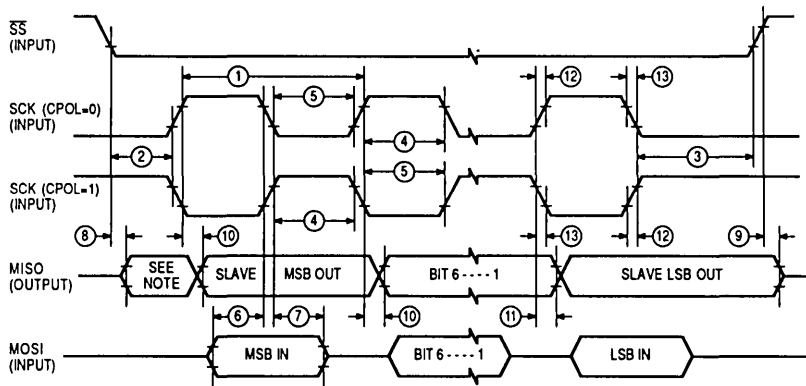 SS
(INPUT)
1
12
13
5
SCK (CPOL=0)
(INPUT)
4
2
5
3
SCK (CPOL=1)
(INPUT)
4
8
10
13
12
9
MISO
(OUTPUT)
SEE
NOTE
SLAVE
MSB OUT
BIT 6 - - - - 1
SLAVE LSB OUT
6
7
10
11
MOSI
(INPUT)
MSB IN
BIT 6 - - - - 1
LSB IN